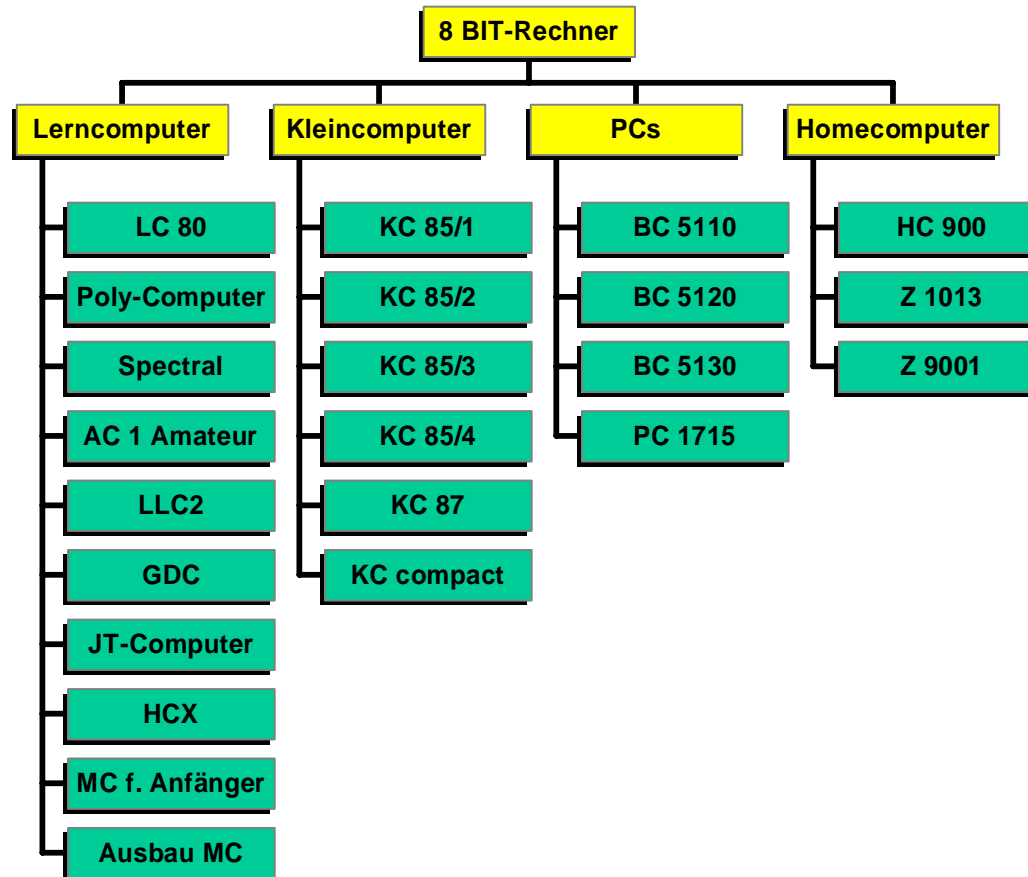 8 BIT-Rechner
Lerncomputer
LC 80
Poly-Computer
Spectral
AC 1 Amateur
LLC2
GDC
JT-Computer
HCX
MC f. Anfänger
Ausbau MC
Kleincomputer
KC 85/1
KC 85/2
KC 85/3
KC 85/4
KC 87
KC compact
PCs
BC 5110
BC 5120
BC 5130
PC 1715
Homecomputer
HC 900
Z 1013
Z 9001